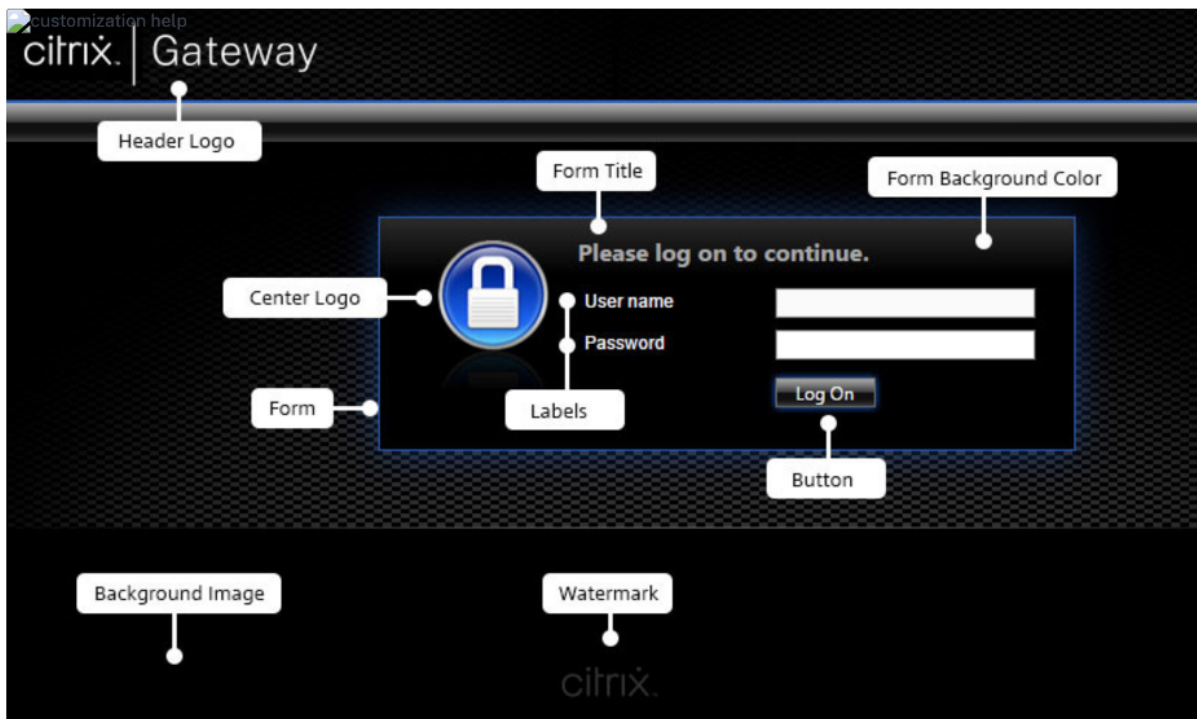 customization help
citrix. | Gateway
Header Logo
Form Title
Form Background Color
Please log on to continue.
Center Logo
User name
Password
Form
Labels
Log On
Button
Background Image
Watermark
citrix.